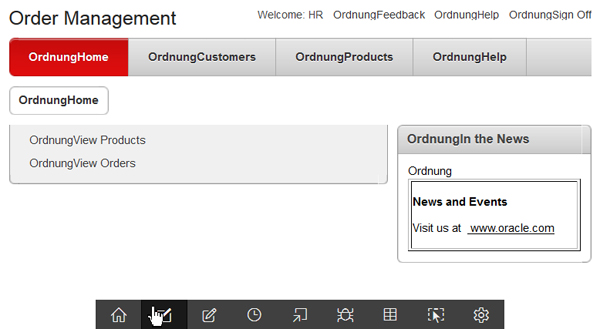 Order Management
Welcome: HR OrdnungFeedback OrdnungHelp OrdnungSign Off
OrdnungHome OrdnungCustomers OrdnungProducts OrdnungHelp
OrdnungHome
OrdnungView Products
OrdnungView Orders
OrdnungIn the News
Ordnung
News and Events
Visit us at www.oracle.com